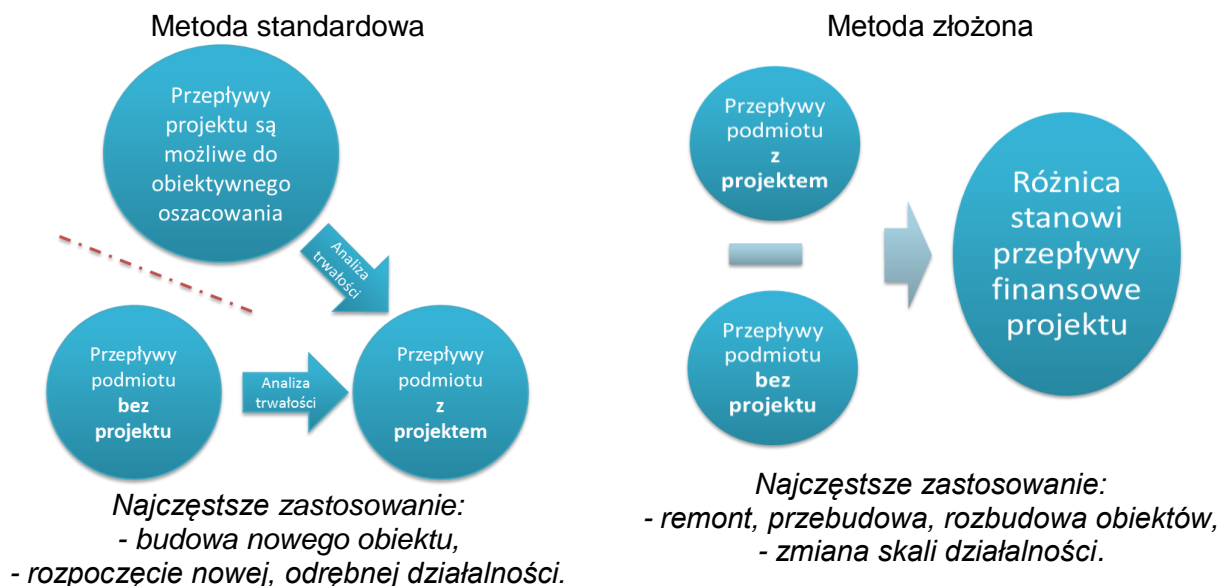 Metoda standardowa
Przepływy
projektu są
możliwe do
obiektywnego
oszacowania
Analiza
trwałości
Przepływy
podmiotu
bez
projektu
Analiza
trwałości
Przepływy
podmiotu
z
projektem
Najczęstsze zastosowanie:
- budowa nowego obiektu,
- rozpoczęcie nowej, odrębnej działalności.
Metoda złożona
Przepływy
podmiotu
z
projektem
Przepływy
podmiotu
bez
projektu
Różnica
stanowi
przepływy
finansowe
projektu
Najczęstsze zastosowanie:
- remont, przebudowa, rozbudowa obiektów,
- zmiana skali działalności.